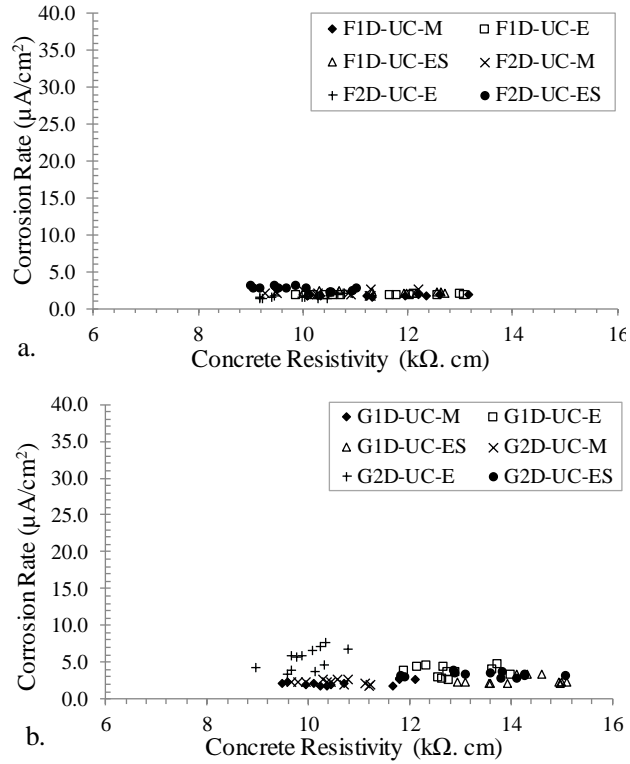 40.0
35.0
30.0
25.0
20.0
15.0
10.0
5.0
0.0
Corrosion Rate (µA/cm²)
F1D-UC-M F1D-UC-E
F1D-UC-ES F2D-UC-M
F2D-UC-E F2D-UC-ES
6 8 10 12 14 16
a.
Concrete Resistivity (kΩ. cm)
40.0
35.0
30.0
25.0
20.0
15.0
10.0
5.0
0.0
Corrosion Rate (µA/cm²)
G1D-UC-M G1D-UC-E
G1D-UC-ES G2D-UC-M
G2D-UC-E G2D-UC-ES
6 8 10 12 14 16
b.
Concrete Resistivity (kΩ. cm)